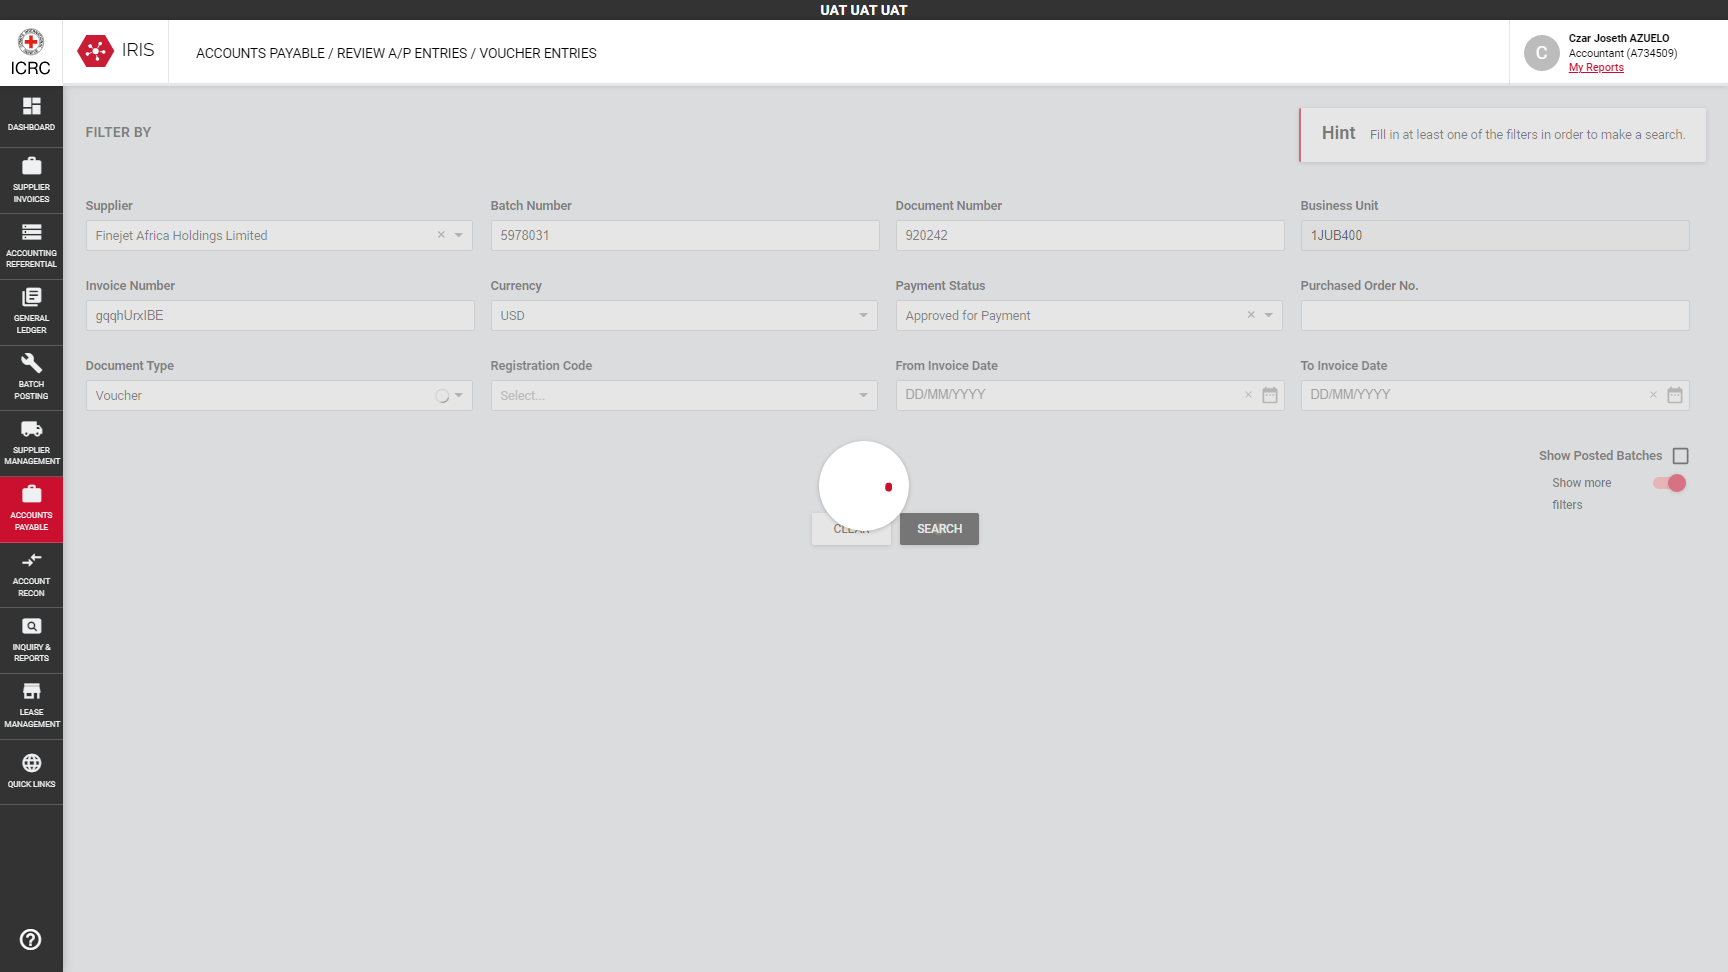 UAT UAT UAT
ICRC
IRIS
ACCOUNTS PAYABLE / REVIEW A/P ENTRIES / VOUCHER ENTRIES
C
Czar Joseth AZUELO
Accountant (A734509)
My Reports
DASHBOARD
SUPPLIER
INVOICES
ACCOUNTING
REFERENTIAL
GENERAL
LEDGER
BATCH
POSTING
SUPPLIER
MANAGEMENT
ACCOUNTS
PAYABLE
ACCOUNT
RECON
INQUIRY &
REPORTS
LEASE
MANAGEMENT
QUICK LINKS
FILTER BY
Hint Fill in at least one of the filters in order to make a search.
Supplier
Finejet Africa Holdings Limited
Batch Number
5978031
Document Number
920242
Business Unit
1JUB400
Invoice Number
gqqhUrxIBE
Currency
USD
Payment Status
Approved for Payment
Purchased Order No.
Document Type
Voucher
Registration Code
Select...
From Invoice Date
DD/MM/YYYY
To Invoice Date
DD/MM/YYYY
Show Posted Batches
Show more
filters
CLEAR
SEARCH